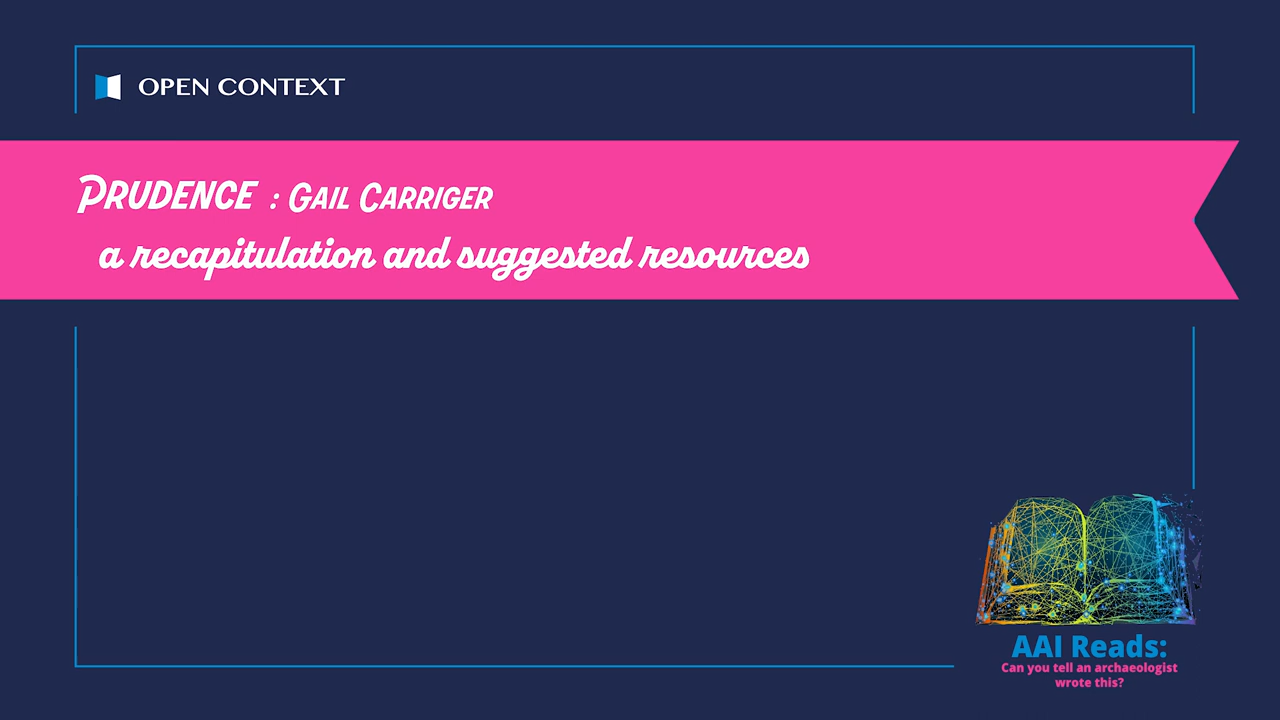 OPEN CONTEXT
PRUDENCE : GAIL CARRIGER
a recapitulation and suggested resources
AAI Reads:
Can you tell an archaeologist
wrote this?